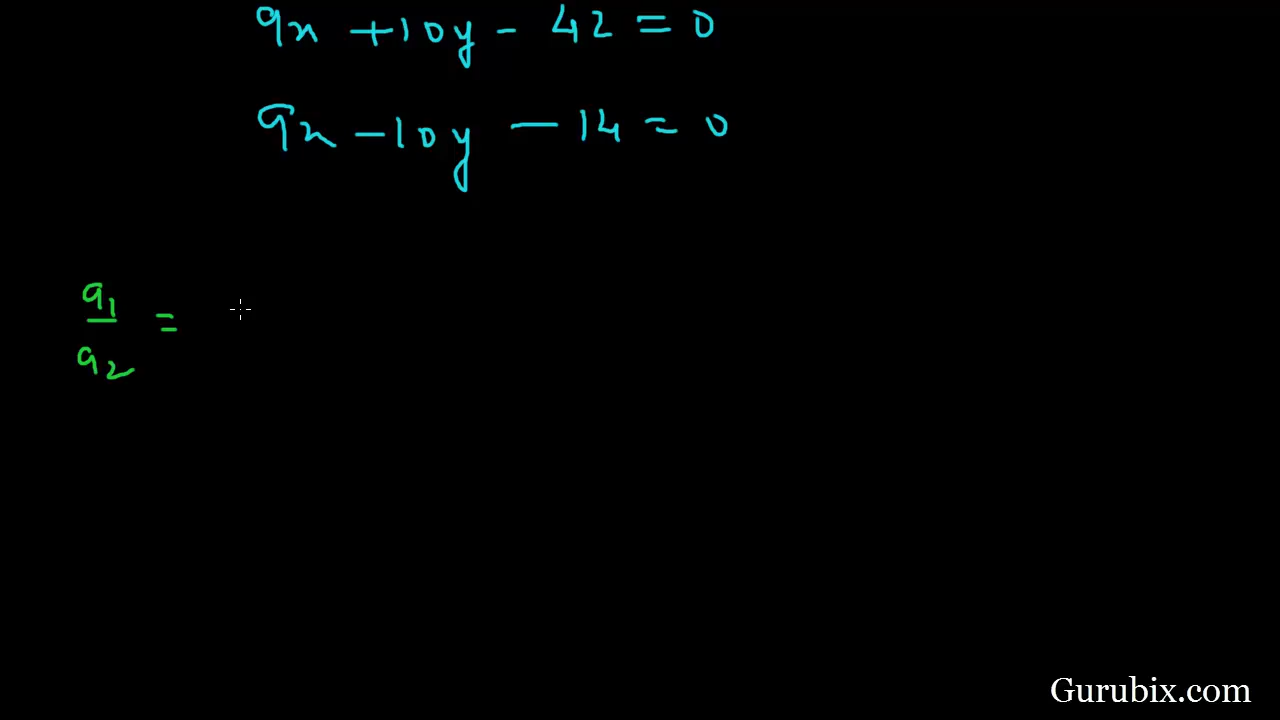 9x + 10y - 42 = 0
9x - 10y - 14 = 0
a1/a2 =
Gurubix.com